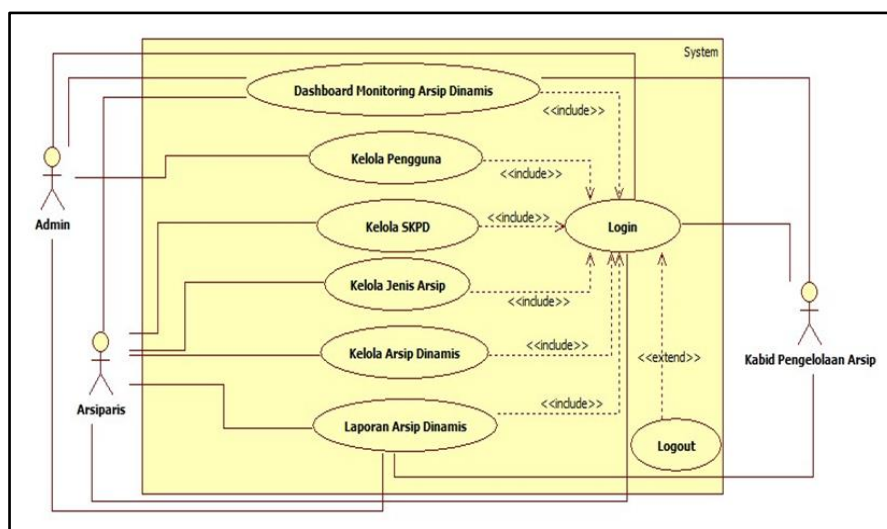 System
Dashboard Monitoring Arsip Dinamis
<<include>>
Kelola Pengguna
<<include>>
Admin
Kelola SKPD
<<include>>
Login
Kelola Jenis Arsip
<<include>>
Kelola Arsip Dinamis
<<include>>
<<extend>>
Kabid Pengelolaan Arsip
Arsiparis
Laporan Arsip Dinamis
<<include>>
Logout